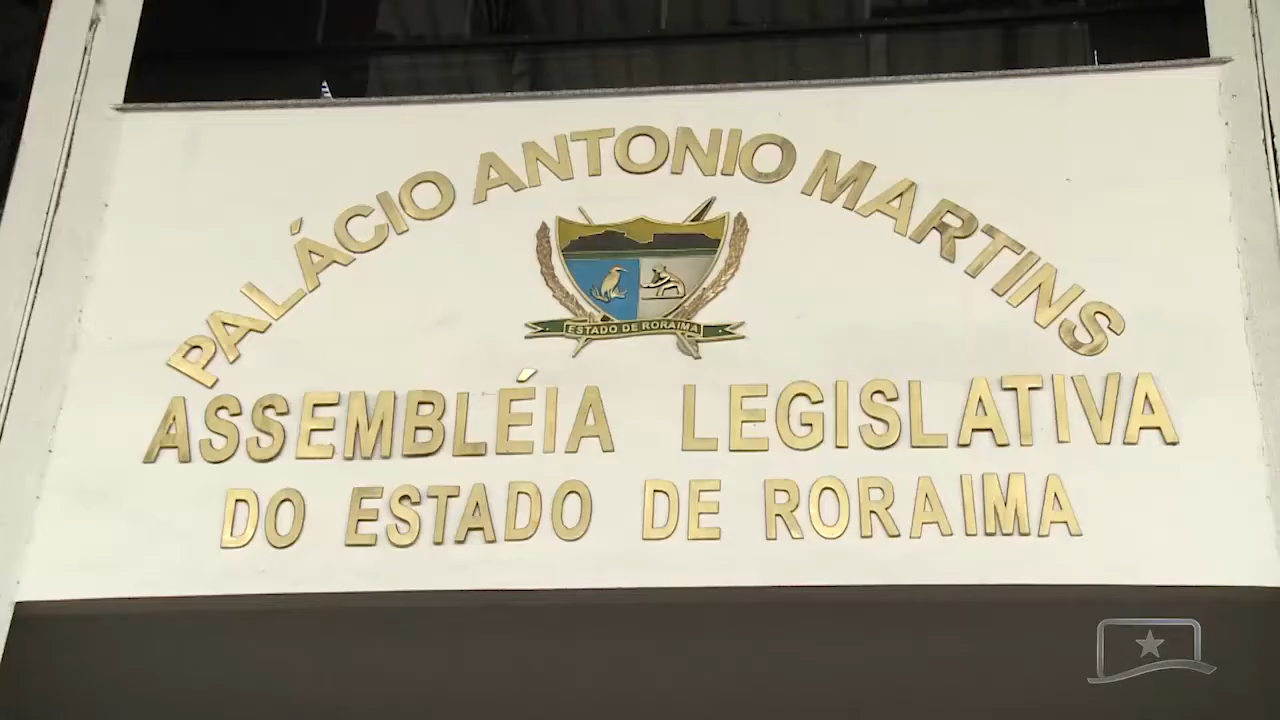 PALÁCIO ANTONIO MARTINS
ESTADO DE RORAIMA
ASSEMBLÉIA LEGISLATIVA
DO ESTADO DE RORAIMA